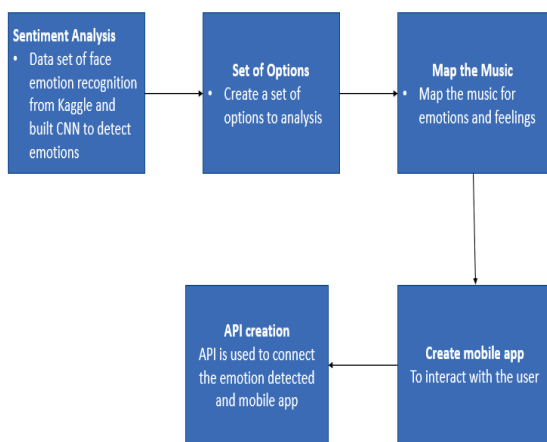 Sentiment Analysis
• Data set of face
emotion recognition
from Kaggle and
built CNN to detect
emotions
Set of Options
• Create a set of
options to analysis
Map the Music
• Map the music for
emotions and feelings
Create mobile app
To interact with the user
API creation
API is used to connect
the emotion detected
and mobile app